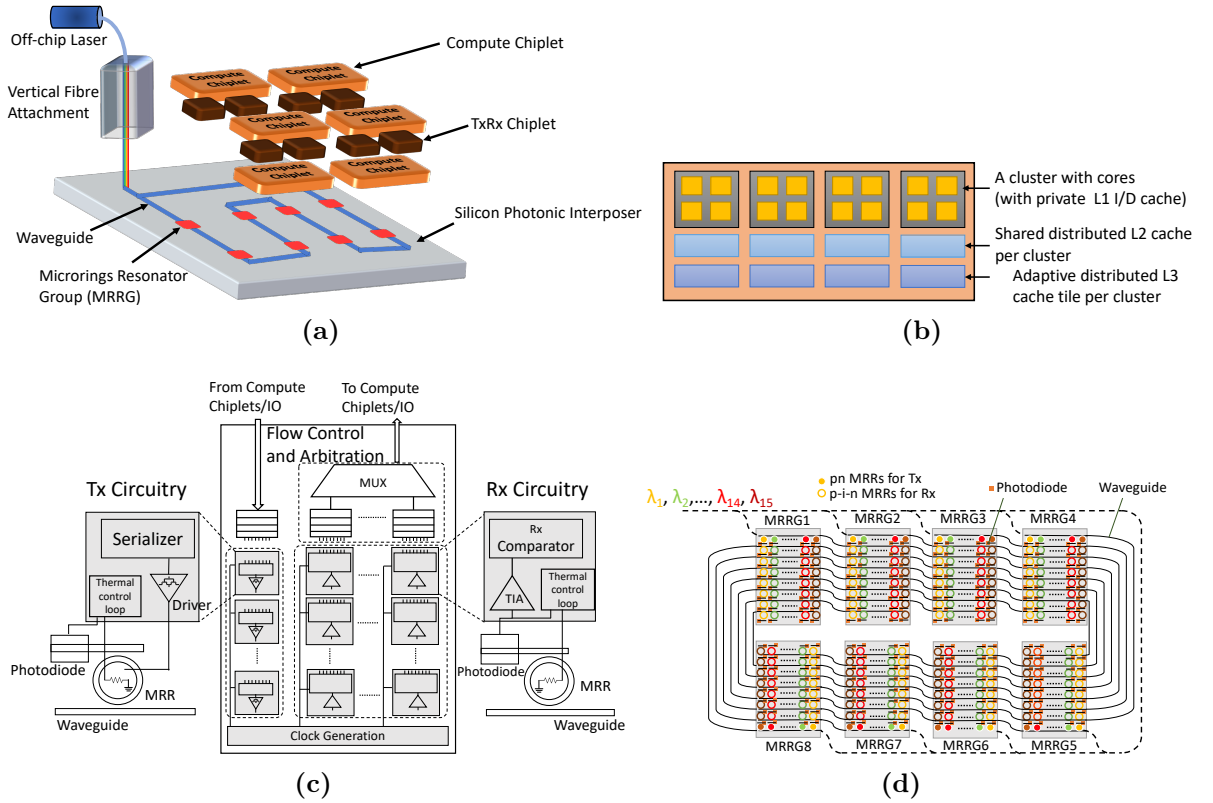 Off-chip Laser
Vertical Fibre
Attachment
Compute
Chiplet
Compute
Chiplet
Compute
Chiplet
Compute
Chiplet
Compute
Chiplet
Compute
Chiplet
Compute Chiplet
TxRx Chiplet
Silicon Photonic Interposer
Waveguide
Microrings Resonator
Group (MRRG)
(a)
A cluster with cores
(with private L1 I/D cache)
Shared distributed L2 cache
per cluster
Adaptive distributed L3
cache tile per cluster
(b)
From Compute
Chiplets/IO
To Compute
Chiplets/IO
Flow Control
and Arbitration
MUX
Tx Circuitry
Serializer
Thermal
control
loop
Driver
Photodiode
MRR
Waveguide
Rx Circuitry
Rx
Comparator
TIA
Thermal
control
loop
Photodiode
MRR
Waveguide
Clock Generation
(c)
λ1, λ2,..., λ14, λ15
pn MRRs for Tx
p-i-n MRRs for Rx
Photodiode
Waveguide
MRRG1 MRRG2 MRRG3 MRRG4
MRRG8 MRRG7 MRRG6 MRRG5
(d)